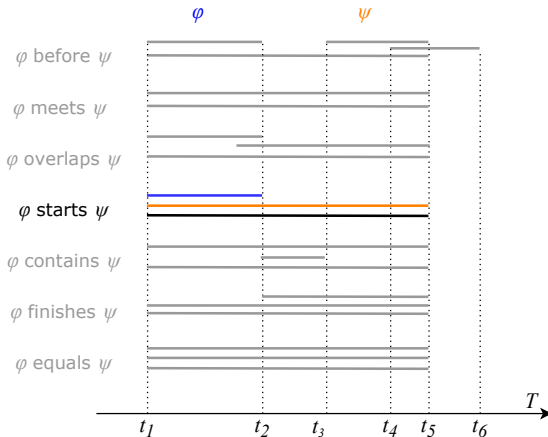 φ ψ
φ before ψ
φ meets ψ
φ overlaps ψ
φ starts ψ
φ contains ψ
φ finishes ψ
φ equals ψ
T
t1 t2 t3 t4 t5 t6